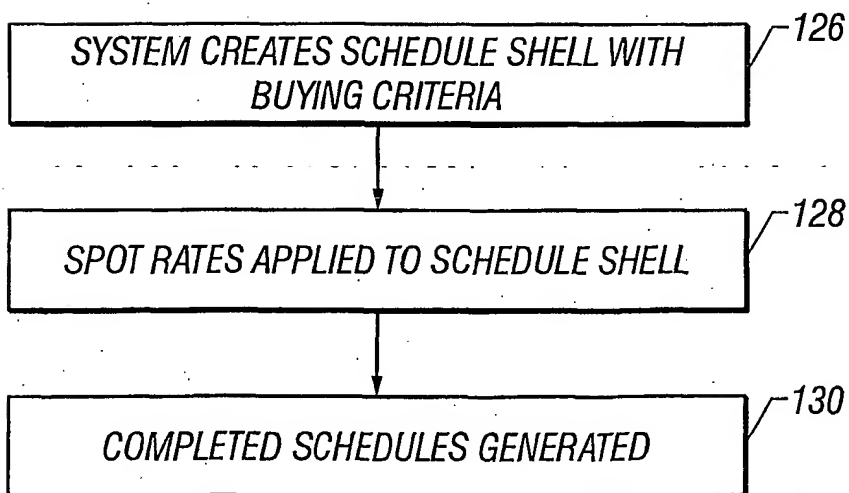 SYSTEM CREATES SCHEDULE SHELL WITH
BUYING CRITERIA
126
SPOT RATES APPLIED TO SCHEDULE SHELL
128
COMPLETED SCHEDULES GENERATED
130